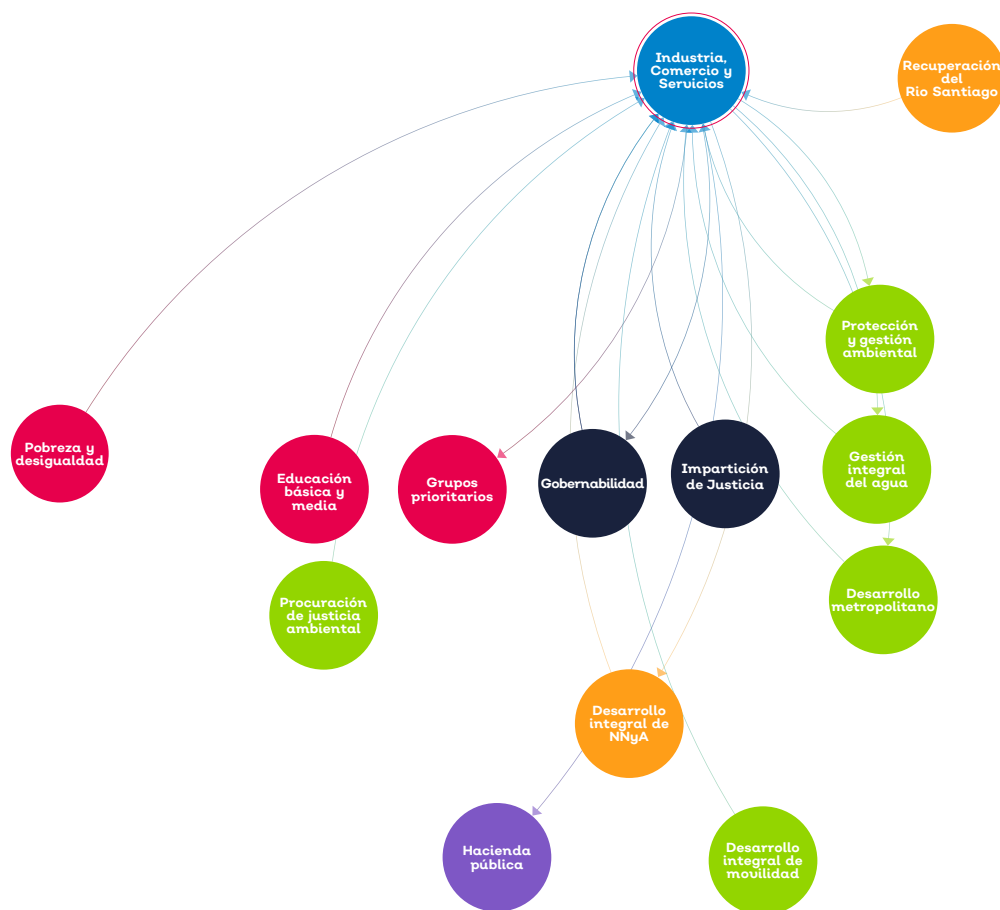 Industria,
Comercio y
Servicios
Recuperación
del
Rio Santiago
Protección
y gestión
ambiental
Pobreza y
desigualdad
Educación
básica y
media
Grupos
prioritarios
Gobernabilidad
Impartición
de Justicia
Gestión
integral
del agua
Procuración
de justicia
ambiental
Desarrollo
metropolitano
Desarrollo
integral de
NNyA
Hacienda
pública
Desarrollo
integral de
movilidad